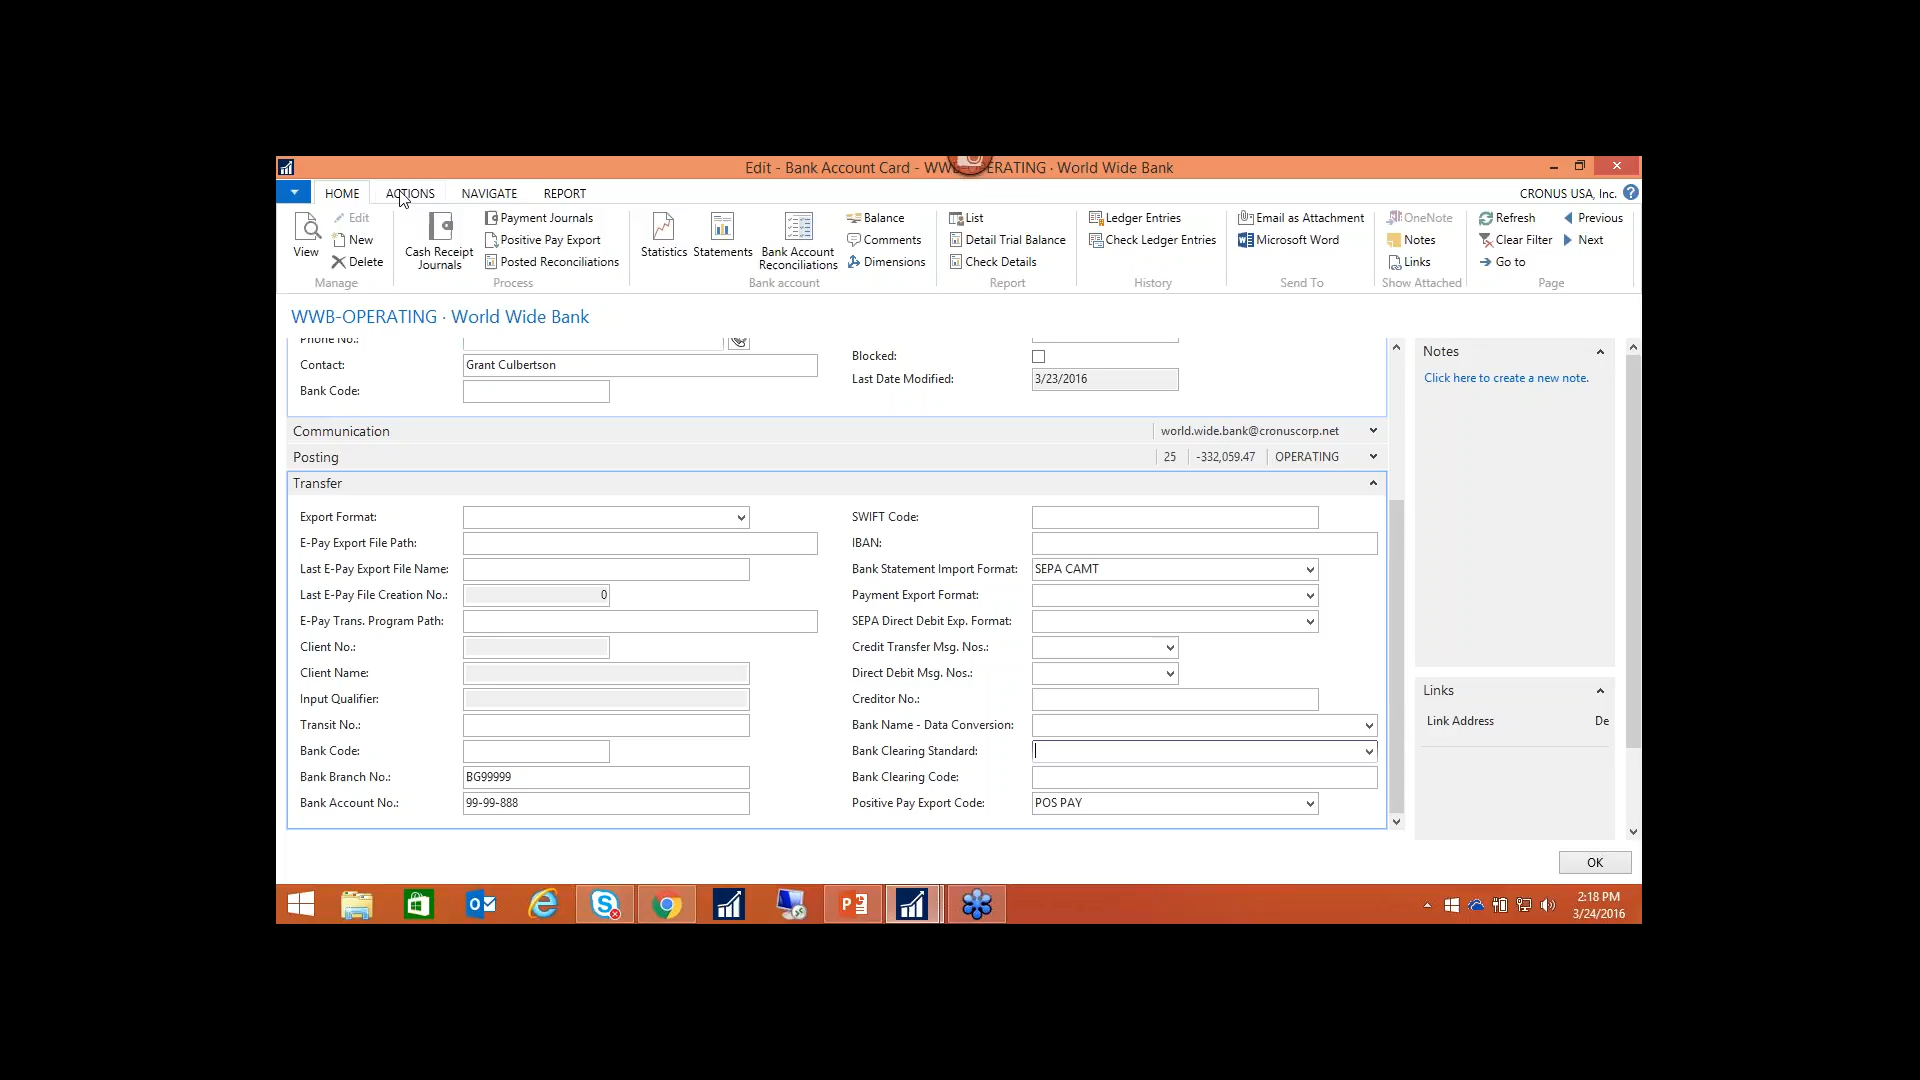 Edit - Bank Account Card - WWB-OPERATING · World Wide Bank
HOME ACTIONS NAVIGATE REPORT CRONUS USA, Inc.
View Edit New Delete Manage
Cash Receipt Journals Payment Journals Positive Pay Export Posted Reconciliations Process
Statistics Statements Bank Account Reconciliations Balance Comments Dimensions Bank account
List Detail Trial Balance Check Details Report
Ledger Entries Check Ledger Entries History
Email as Attachment Microsoft Word Send To
OneNote Notes Links Show Attached
Refresh Clear Filter Go to Previous Next Page
WWB-OPERATING · World Wide Bank
Phone No.:
Contact: Grant Culbertson
Bank Code:
Blocked:
Last Date Modified: 3/23/2016
Communication world.wide.bank@cronuscorp.net
Posting 25 -332,059.47 OPERATING
Transfer
Export Format:
E-Pay Export File Path:
Last E-Pay Export File Name:
Last E-Pay File Creation No.: 0
E-Pay Trans. Program Path:
Client No.:
Client Name:
Input Qualifier:
Transit No.:
Bank Code:
Bank Branch No.: BG99999
Bank Account No.: 99-99-888
SWIFT Code:
IBAN:
Bank Statement Import Format: SEPA CAMT
Payment Export Format:
SEPA Direct Debit Exp. Format:
Credit Transfer Msg. Nos.:
Direct Debit Msg. Nos.:
Creditor No.:
Bank Name - Data Conversion:
Bank Clearing Standard:
Bank Clearing Code:
Positive Pay Export Code: POS PAY
Notes
Click here to create a new note.
Links
Link Address De
OK
2:18 PM
3/24/2016